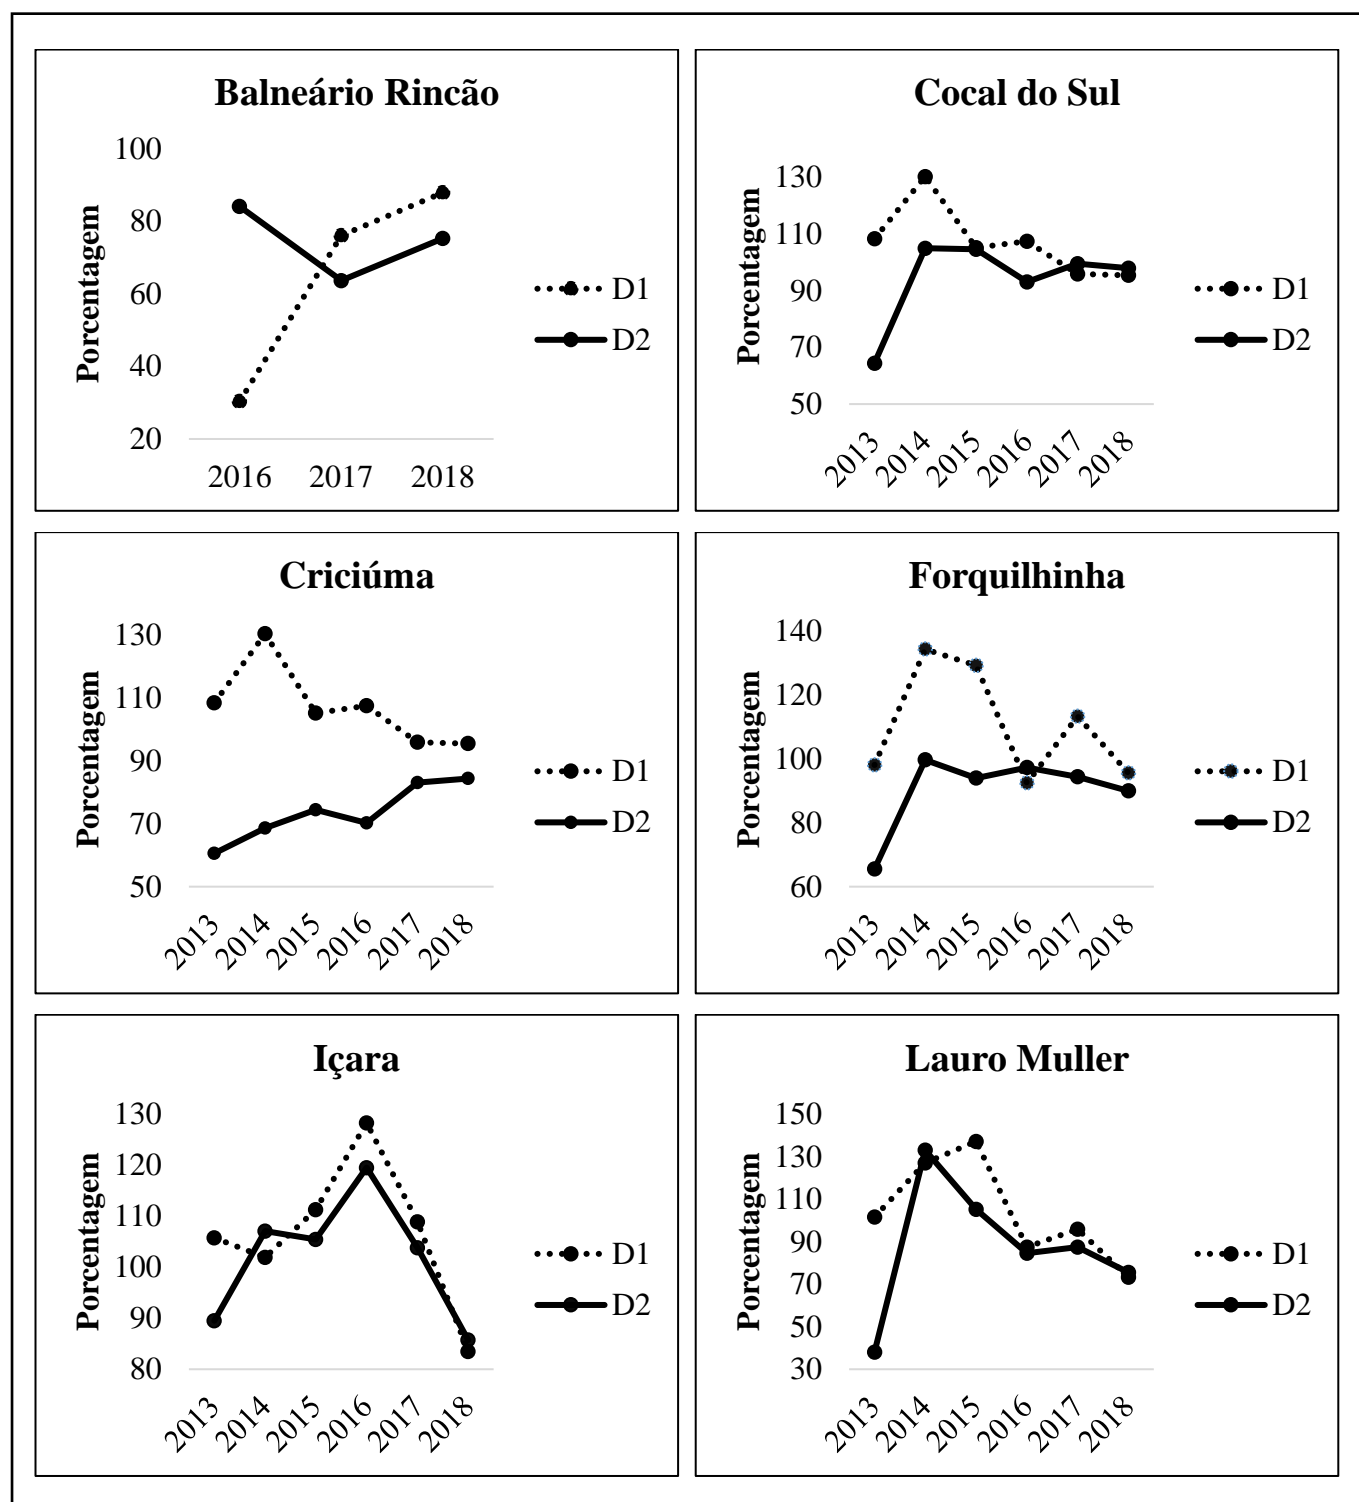 Balneário Rincão
Porcentagem
100
80
60
40
20
2016 2017 2018
D1
D2
Cocal do Sul
Porcentagem
130
110
90
70
50
2013 2014 2015 2016 2017 2018
D1
D2
Criciúma
Porcentagem
130
110
90
70
50
2013 2014 2015 2016 2017 2018
D1
D2
Forquilhinha
Porcentagem
140
120
100
80
60
2013 2014 2015 2016 2017 2018
D1
D2
Içara
Porcentagem
130
120
110
100
90
80
2013 2014 2015 2016 2017 2018
D1
D2
Lauro Muller
Porcentagem
150
130
110
90
70
50
30
2013 2014 2015 2016 2017 2018
D1
D2